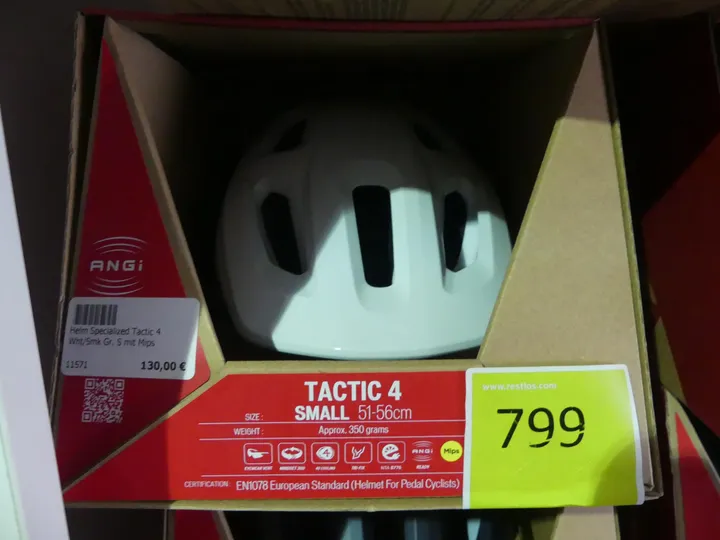 ANGi
Helm Specialized Tactic 4
Wht/Smk Gr. S mit Mips
11571
130,00 €
TACTIC 4
SIZE :
SMALL 51-56cm
WEIGHT :
Approx. 350 grams
ANGi
Mips
READY
CERTIFICATION :
EN1078 European Standard (Helmet For Pedal Cyclists)
www.restlos.com
799